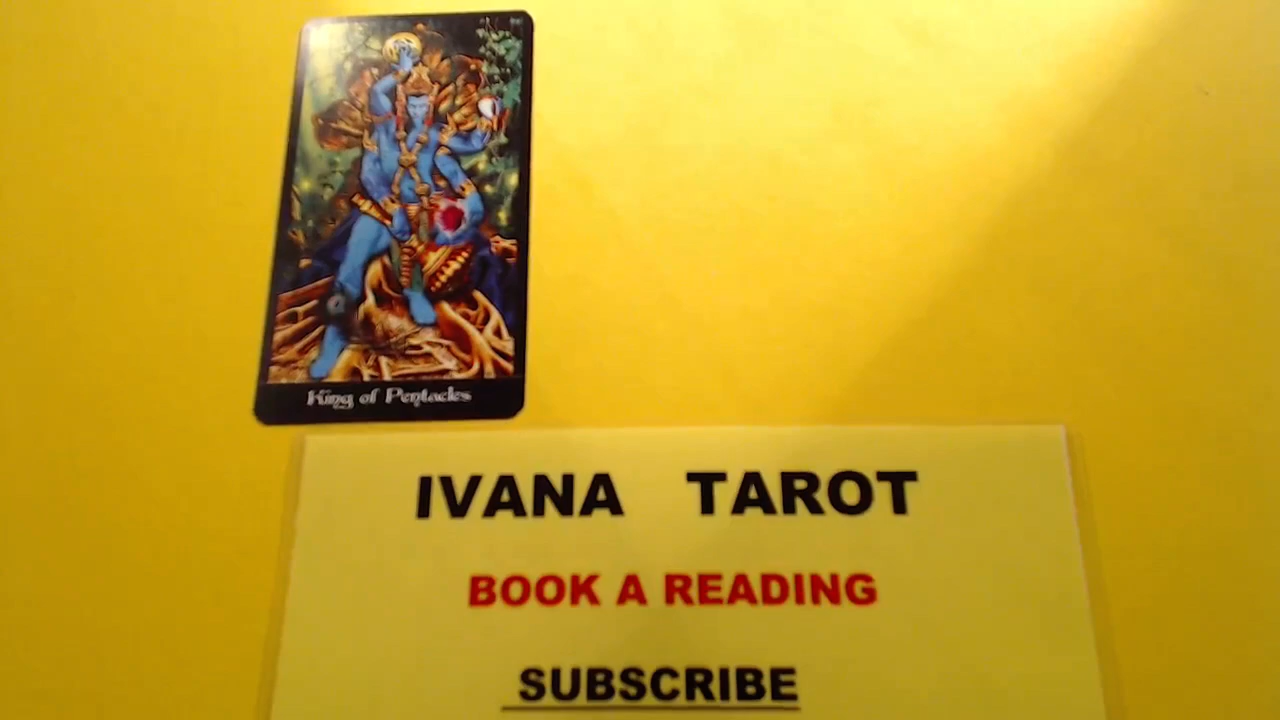 King of Pentacles
IVANA TAROT
BOOK A READING
SUBSCRIBE